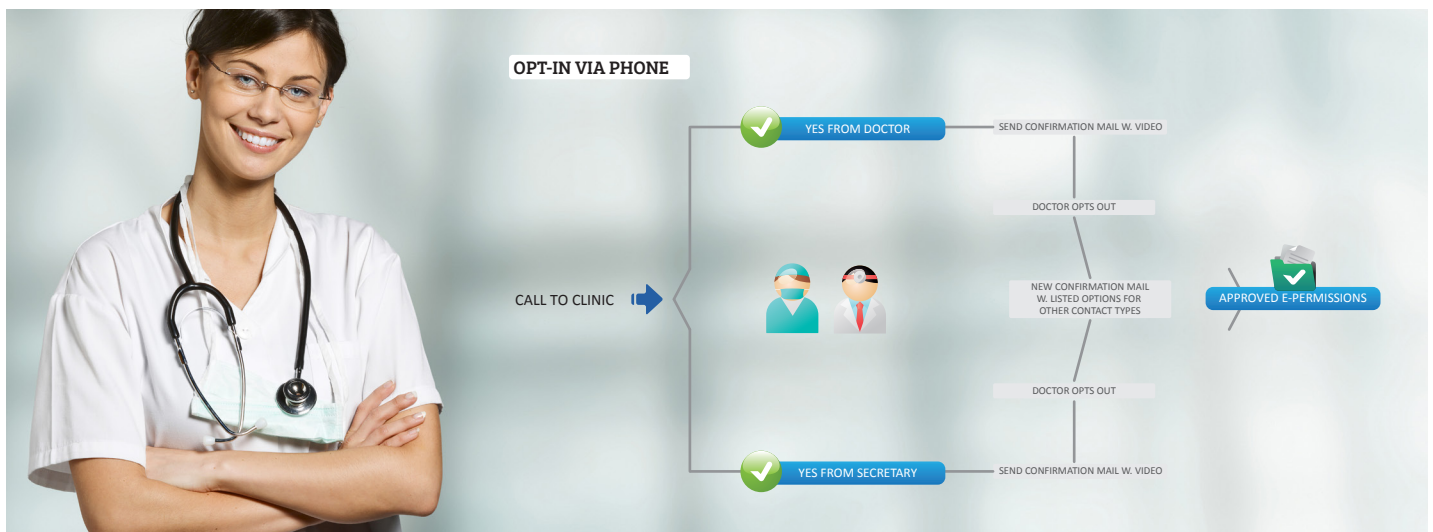 OPT-IN VIA PHONE
YES FROM DOCTOR
SEND CONFIRMATION MAIL W. VIDEO
DOCTOR OPTS OUT
CALL TO CLINIC
NEW CONFIRMATION MAIL
W. LISTED OPTIONS FOR
OTHER CONTACT TYPES
APPROVED E-PERMISSIONS
DOCTOR OPTS OUT
YES FROM SECRETARY
SEND CONFIRMATION MAIL W. VIDEO